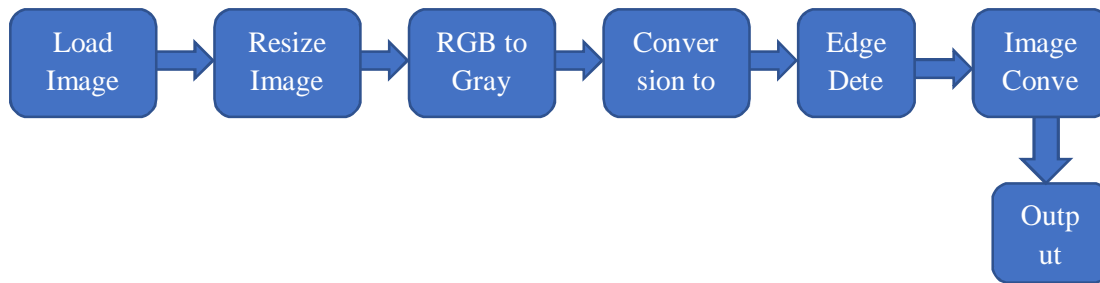 Load
Image
Resize
Image
RGB to
Gray
Conver
sion to
Edge
Dete
Image
Conve
Outp
ut